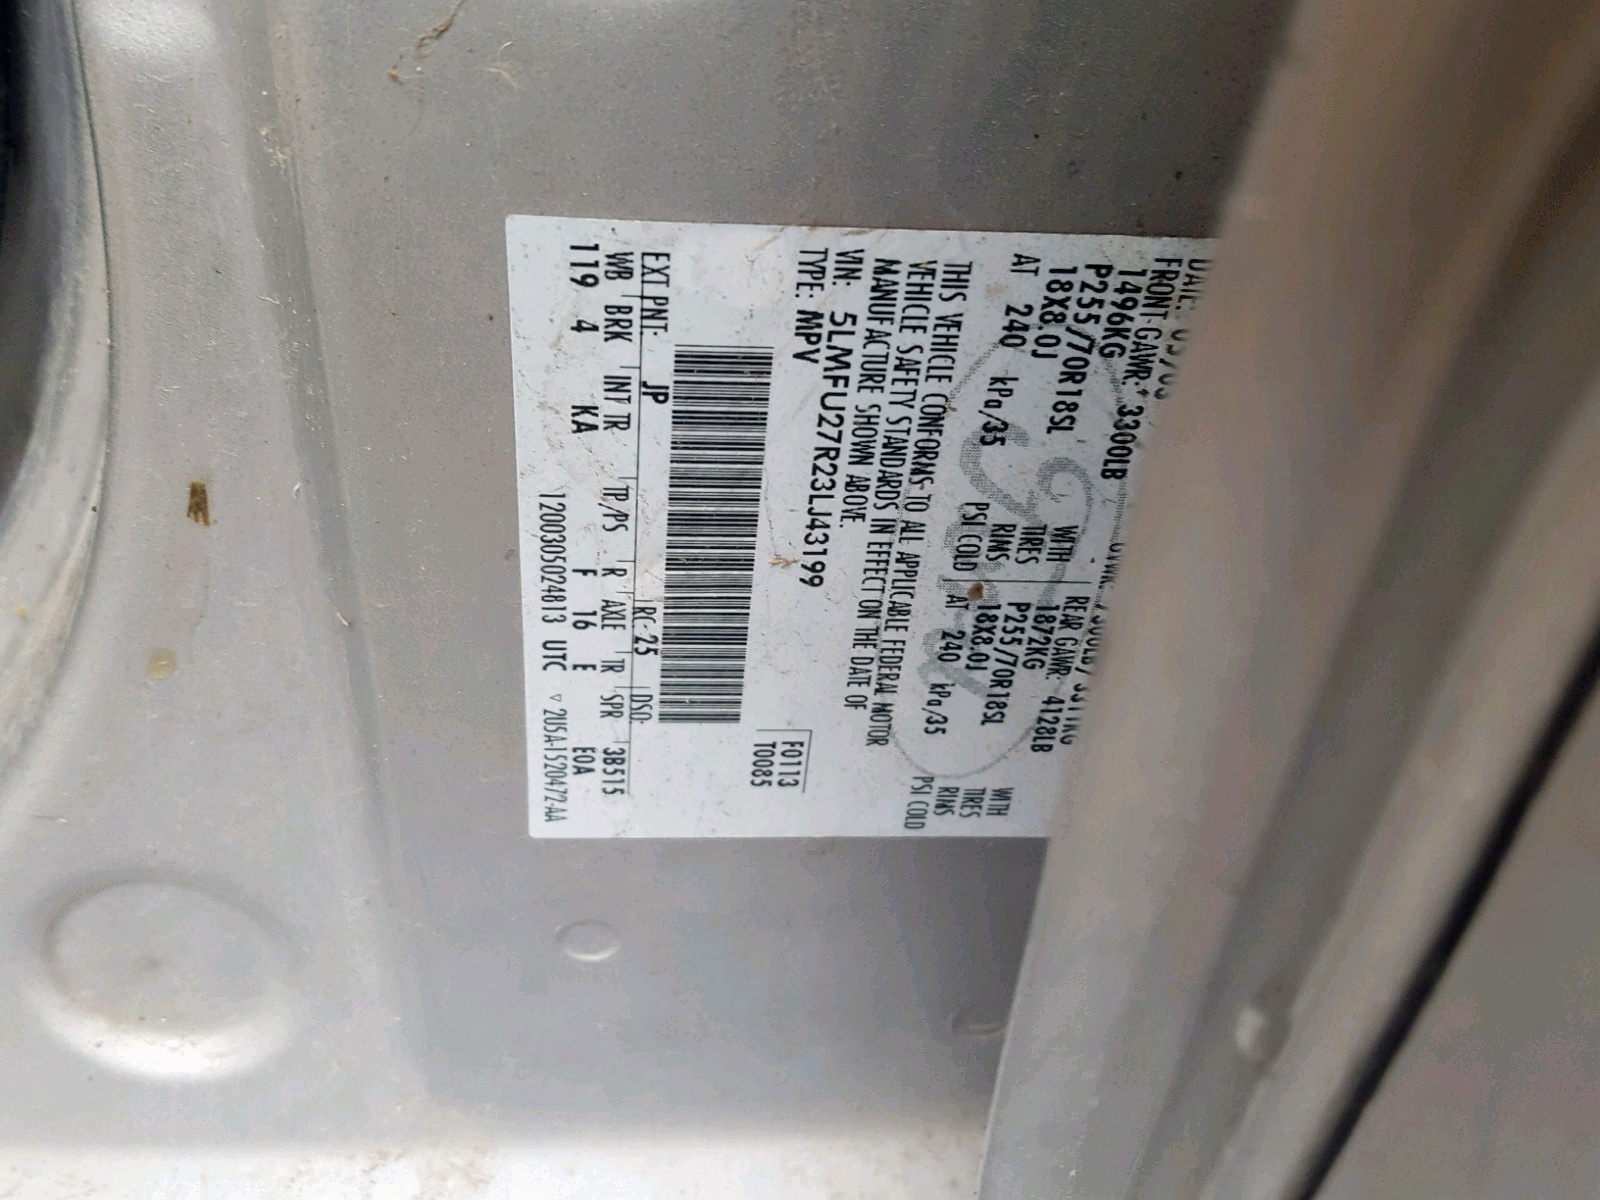 FRONT GAWR: 3300LB
1496KG
P255/70R18SL
18X8.0J
AT 240 kPa/35
WITH
TIRES
RIMS
PSI COLD
REAR GAWR: 4128LB
1872KG
P255/70R18SL
18X8.0J
AT 240 kPa/35
WITH
TIRES
RIMS
PSI COLD
THIS VEHICLE CONFORMS TO ALL APPLICABLE FEDERAL MOTOR
VEHICLE SAFETY STANDARDS IN EFFECT ON THE DATE OF
MANUFACTURE SHOWN ABOVE.
VIN: 5LMFU27R23LJ43199
TYPE: MPV
F0113
T0085
EXT PNT: JP RC: 25 DSO:
WB BRK INT TR TP/PS R AXLE TR SPR 3B515
119 4 KA F 16 E E0A
1200305024813 UTC ▽ 2U5A-1520472-AA